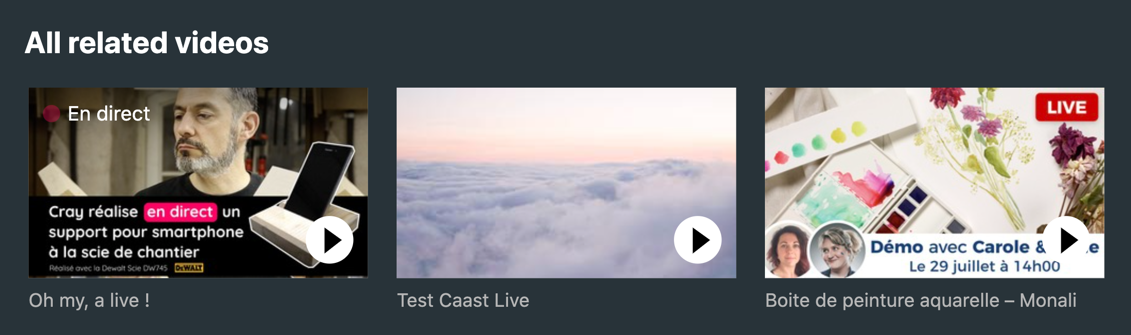 All related videos
En direct
Cray réalise en direct un
support pour smartphone
à la scie de chantier
Réalisé avec la Dewalt Scie DW745 DEWALT
Oh my, a live !
Test Caast Live
LIVE
Démo avec Carole &
Le 29 juillet à 14h00
Boite de peinture aquarelle – Monali